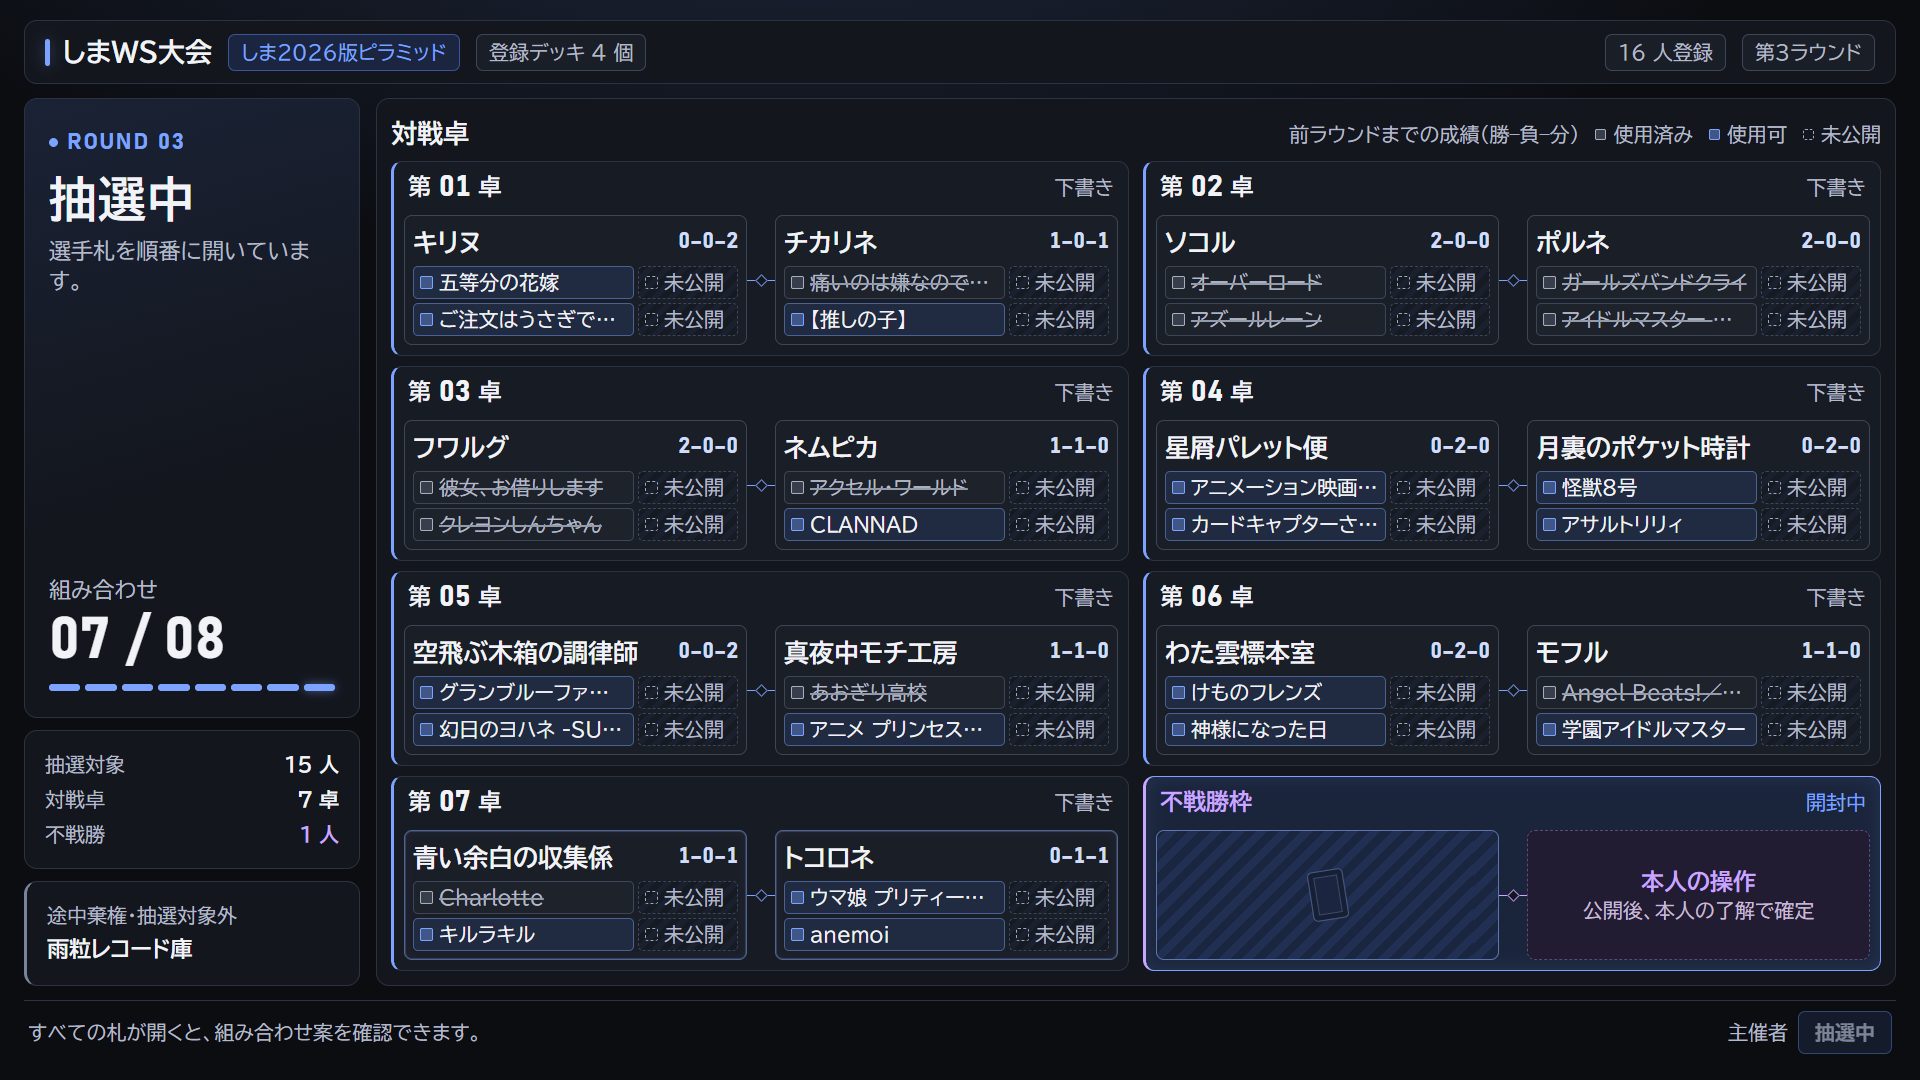 しまWS大会
しま2026版ピラミッド
登録デッキ 4 個
16 人登録
第3ラウンド
ROUND 03
抽選中
選手札を順番に開いていま
す。
組み合わせ
07 / 08
抽選対象 15 人
対戦卓 7 卓
不戦勝 1 人
途中棄権・抽選対象外
雨粒レコード庫
対戦卓
前ラウンドまでの成績(勝–負–分) 使用済み 使用可 未公開
第 01 卓 下書き
キリヌ 0-0-2
五等分の花嫁 未公開
ご注文はうさぎで… 未公開
チカリネ 1-0-1
痛いのは嫌なので… 未公開
【推しの子】 未公開
第 02 卓 下書き
ソコル 2-0-0
オーバーロード 未公開
アズールレーン 未公開
ポルネ 2-0-0
ガールズバンドクライ 未公開
アイドルマスター … 未公開
第 03 卓 下書き
フワルグ 2-0-0
彼女、お借りします 未公開
クレヨンしんちゃん 未公開
ネムピカ 1-1-0
アクセル・ワールド 未公開
CLANNAD 未公開
第 04 卓 下書き
星屑パレット便 0-2-0
アニメーション映画… 未公開
カードキャプターさ… 未公開
月裏のポケット時計 0-2-0
怪獣8号 未公開
アサルトリリィ 未公開
第 05 卓 下書き
空飛ぶ木箱の調律師 0-0-2
グランブルーファ… 未公開
幻日のヨハネ -SU… 未公開
真夜中モチ工房 1-1-0
あおぎり高校 未公開
アニメ プリンセス… 未公開
第 06 卓 下書き
わた雲標本室 0-2-0
けものフレンズ 未公開
神様になった日 未公開
モフル 1-1-0
Angel Beats!／… 未公開
学園アイドルマスター 未公開
第 07 卓 下書き
青い余白の収集係 1-0-1
Charlotte 未公開
キルラキル 未公開
トコロネ 0-1-1
ウマ娘 プリティー… 未公開
anemoi 未公開
不戦勝枠 開封中
本人の操作
公開後、本人の了解で確定
すべての札が開くと、組み合わせ案を確認できます。
主催者 抽選中